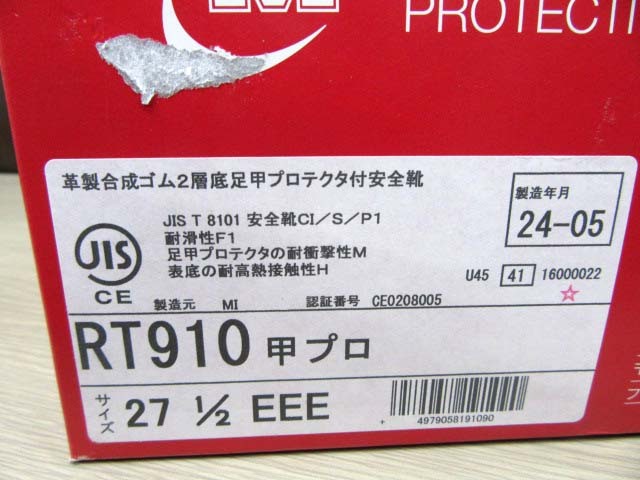 PROTECTI
革製合成ゴム2層底足甲プロテクタ付安全靴
JIS T 8101 安全靴CI/S/P1
耐滑性F1
足甲プロテクタの耐衝撃性M
表底の耐高熱接触性H
製造年月
24-05
JIS
CE
U45 41 16000022
製造元 MI 認証番号 CE0208005
RT910 甲プロ
サイズ 27 ½ EEE
+ 4979058191090